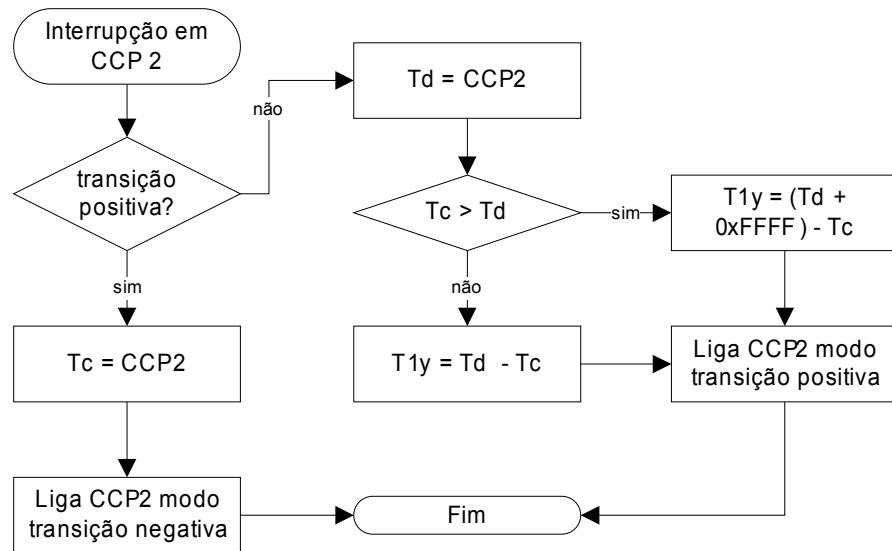 Interrupção em
CCP 2
transição
positiva?
não
sim
Tc = CCP2
Liga CCP2 modo
transição negativa
Td = CCP2
Tc > Td
sim
não
T1y = (Td +
0xFFFF ) - Tc
T1y = Td - Tc
Liga CCP2 modo
transição positiva
Fim